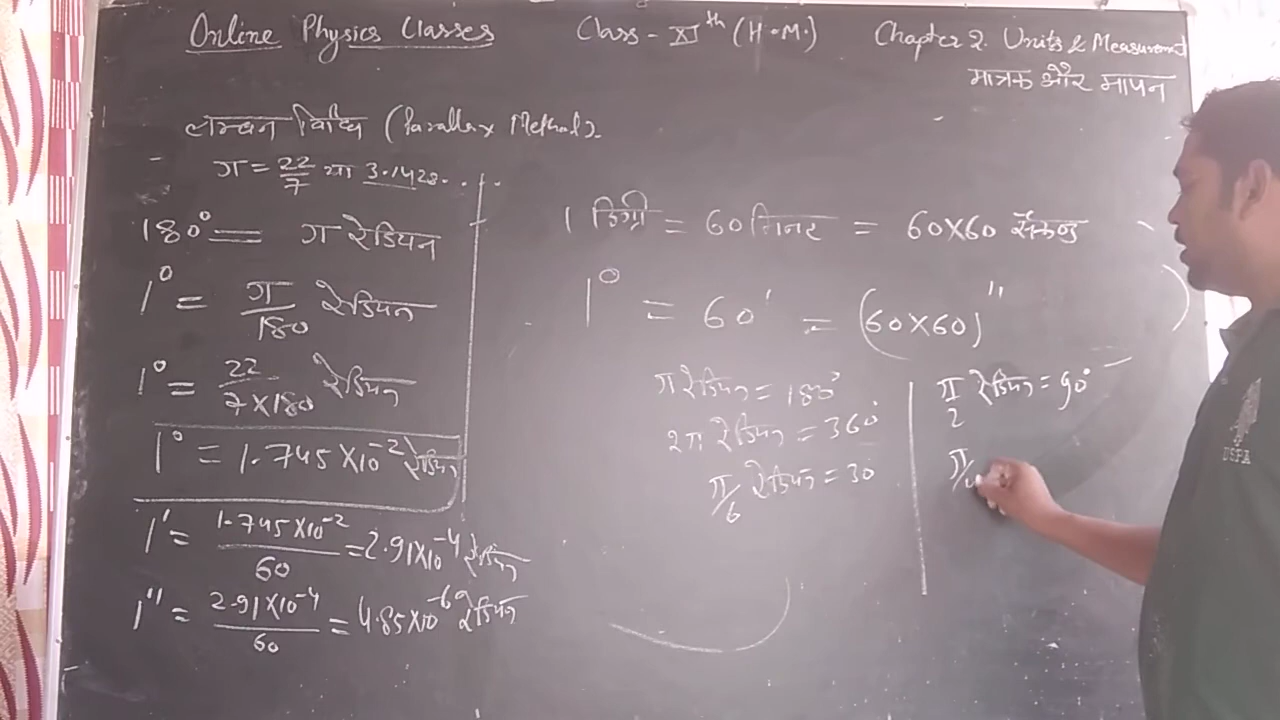 Online Physics Classes Class - XIth (H.M.) Chapter 2. Units & Measurement
मात्रक और मापन
लम्बन विधि (Parallax Method).
π = 22/7 या 3.1428....
180° = π रेडियन
1° = π/180 रेडियन
1° = 22/7×180 रेडियन
1° = 1.745×10⁻² रेडियन
1' = 1.745×10⁻²/60 = 2.91×10⁻⁴ रेडियन
1'' = 2.91×10⁻⁴/60 = 4.85×10⁻⁶ रेडियन
1 डिग्री = 60 मिनट = 60×60 सैकण्ड
1° = 60' = (60×60)''
π रेडियन = 180°
2π रेडियन = 360°
π/6 रेडियन = 30
π/2 रेडियन = 90°
π/
USPA